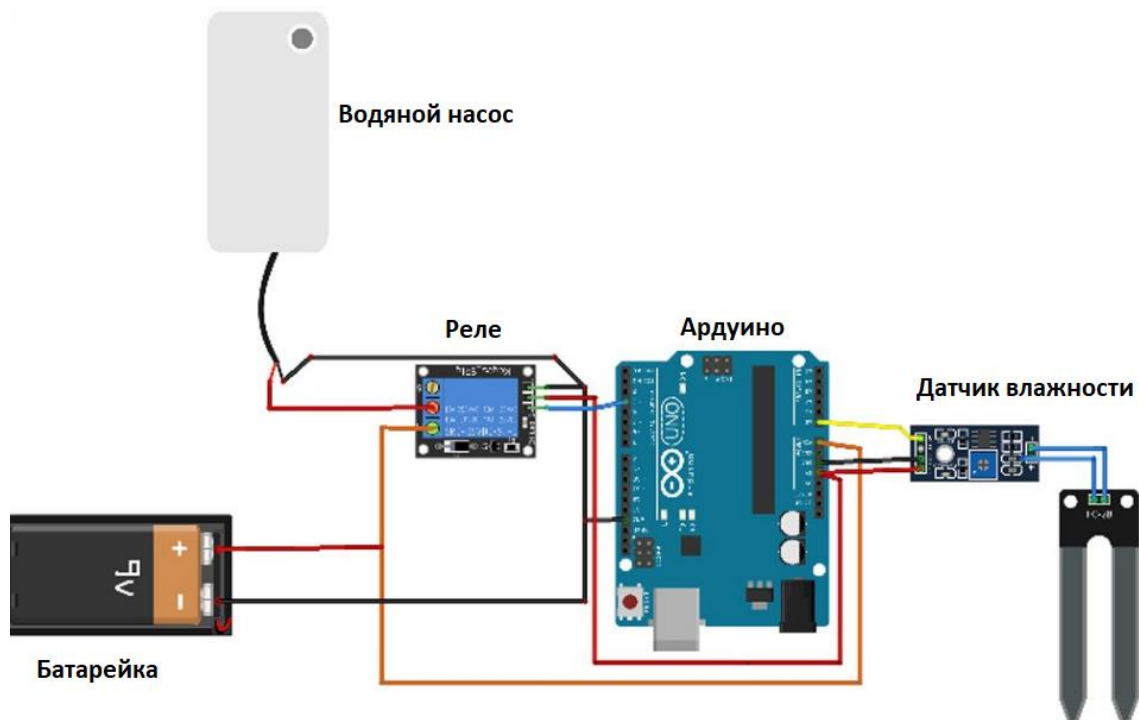 Водяной насос
Реле
Ардуино
Датчик влажности
UNO
9V
+
-
Батарейка